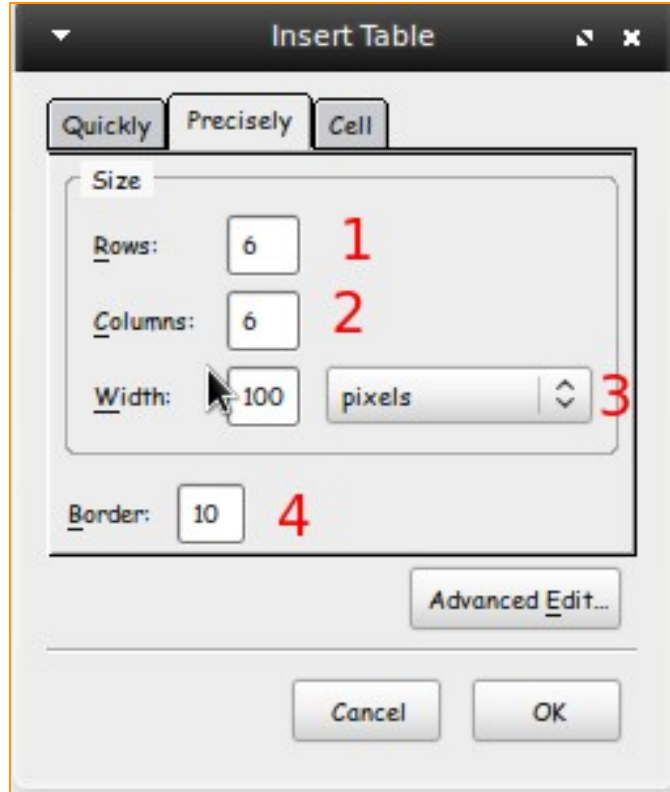 Insert Table
Quickly Precisely Cell
Size
Rows: 6 1
Columns: 6 2
Width: 100 pixels 3
Border: 10 4
Advanced Edit...
Cancel OK